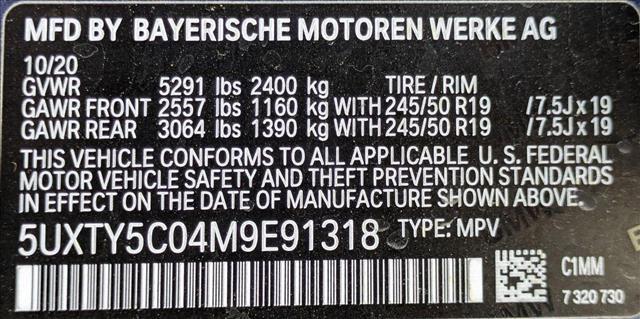 MFD BY BAYERISCHE MOTOREN WERKE AG
10/20
GVWR 5291 lbs 2400 kg TIRE / RIM
GAWR FRONT 2557 lbs 1160 kg WITH 245/50 R19 /7.5J x 19
GAWR REAR 3064 lbs 1390 kg WITH 245/50 R19 /7.5J x 19
THIS VEHICLE CONFORMS TO ALL APPLICABLE U. S. FEDERAL
MOTOR VEHICLE SAFETY AND THEFT PREVENTION STANDARDS
IN EFFECT ON THE DATE OF MANUFACTURE SHOWN ABOVE.
5UXTY5C04M9E91318 TYPE: MPV
C1MM
7 320 730